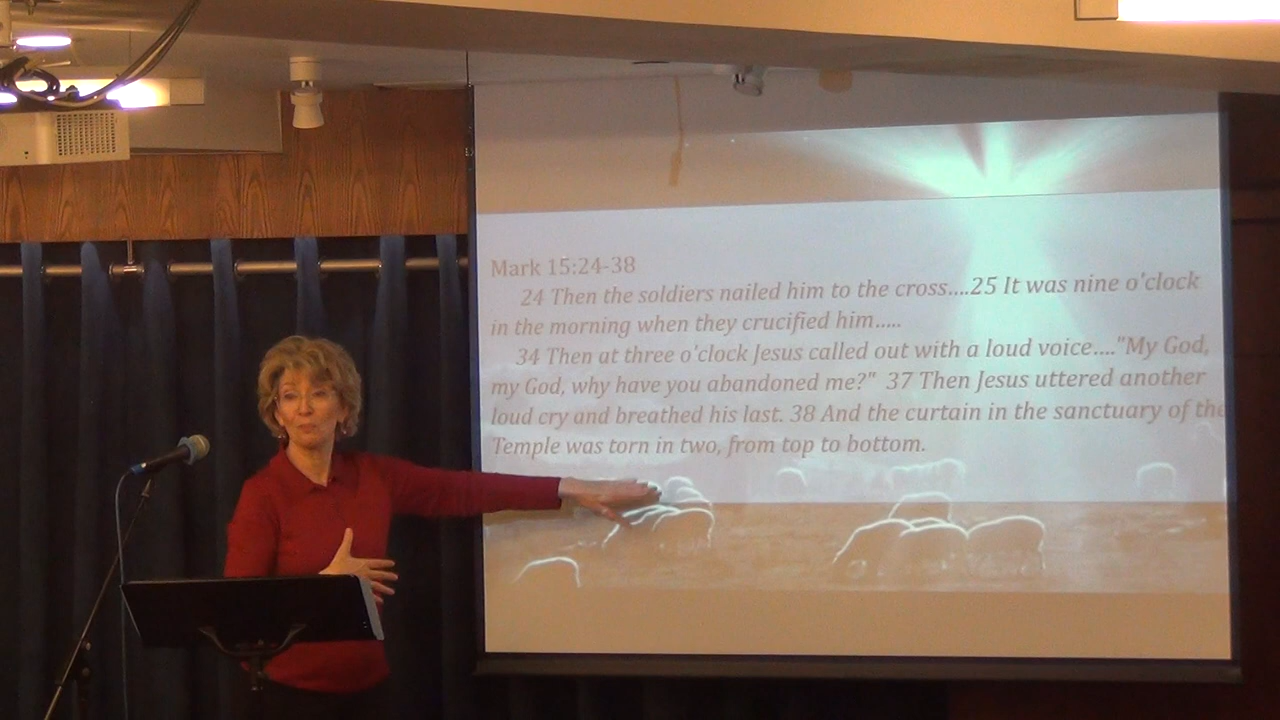 Mark 15:24-38
24 Then the soldiers nailed him to the cross....25 It was nine o'clock
in the morning when they crucified him.....
34 Then at three o'clock Jesus called out with a loud voice...."My God,
my God, why have you abandoned me?" 37 Then Jesus uttered another
loud cry and breathed his last. 38 And the curtain in the sanctuary of the
Temple was torn in two, from top to bottom.